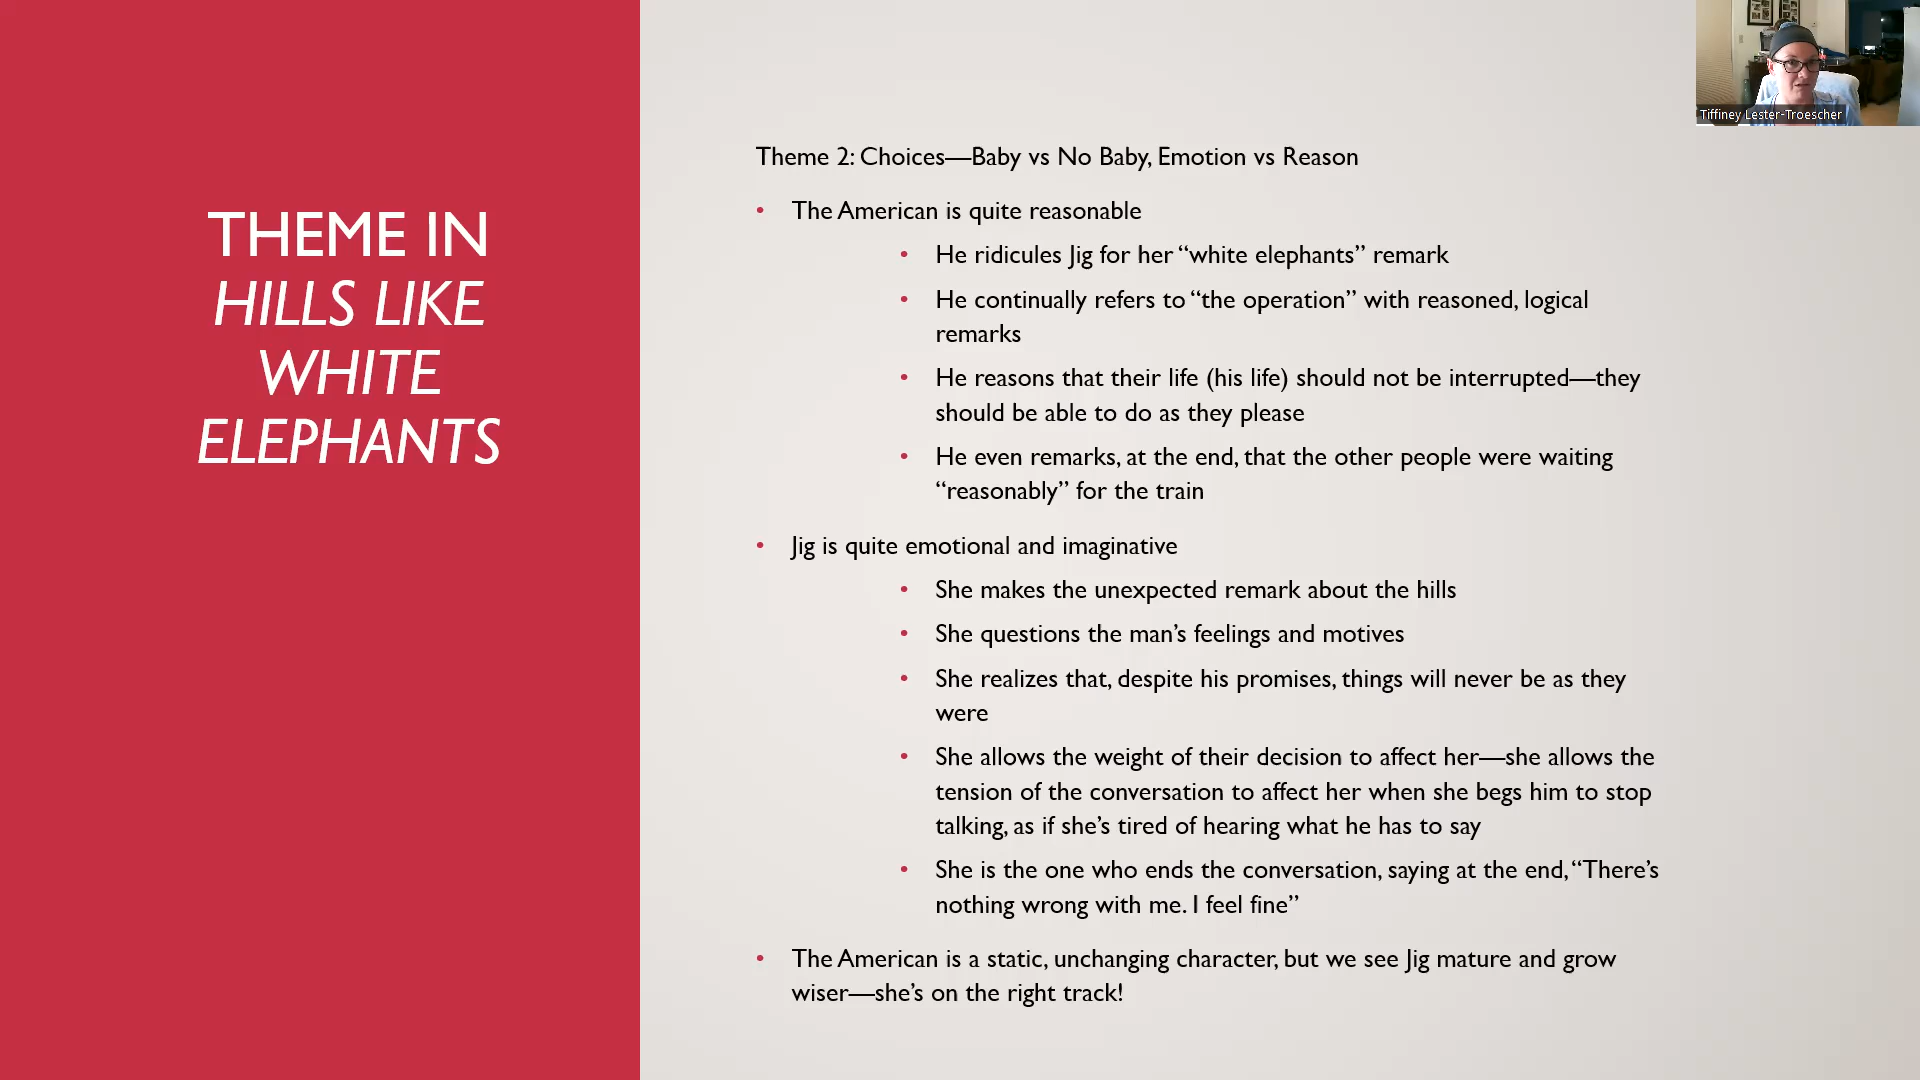 THEME IN
HILLS LIKE
WHITE
ELEPHANTS
Tiffiney Lester-Troescher
Theme 2: Choices—Baby vs No Baby, Emotion vs Reason
• The American is quite reasonable
• He ridicules Jig for her “white elephants” remark
• He continually refers to “the operation” with reasoned, logical
remarks
• He reasons that their life (his life) should not be interrupted—they
should be able to do as they please
• He even remarks, at the end, that the other people were waiting
“reasonably” for the train
• Jig is quite emotional and imaginative
• She makes the unexpected remark about the hills
• She questions the man’s feelings and motives
• She realizes that, despite his promises, things will never be as they
were
• She allows the weight of their decision to affect her—she allows the
tension of the conversation to affect her when she begs him to stop
talking, as if she’s tired of hearing what he has to say
• She is the one who ends the conversation, saying at the end, “There’s
nothing wrong with me. I feel fine”
• The American is a static, unchanging character, but we see Jig mature and grow
wiser—she’s on the right track!